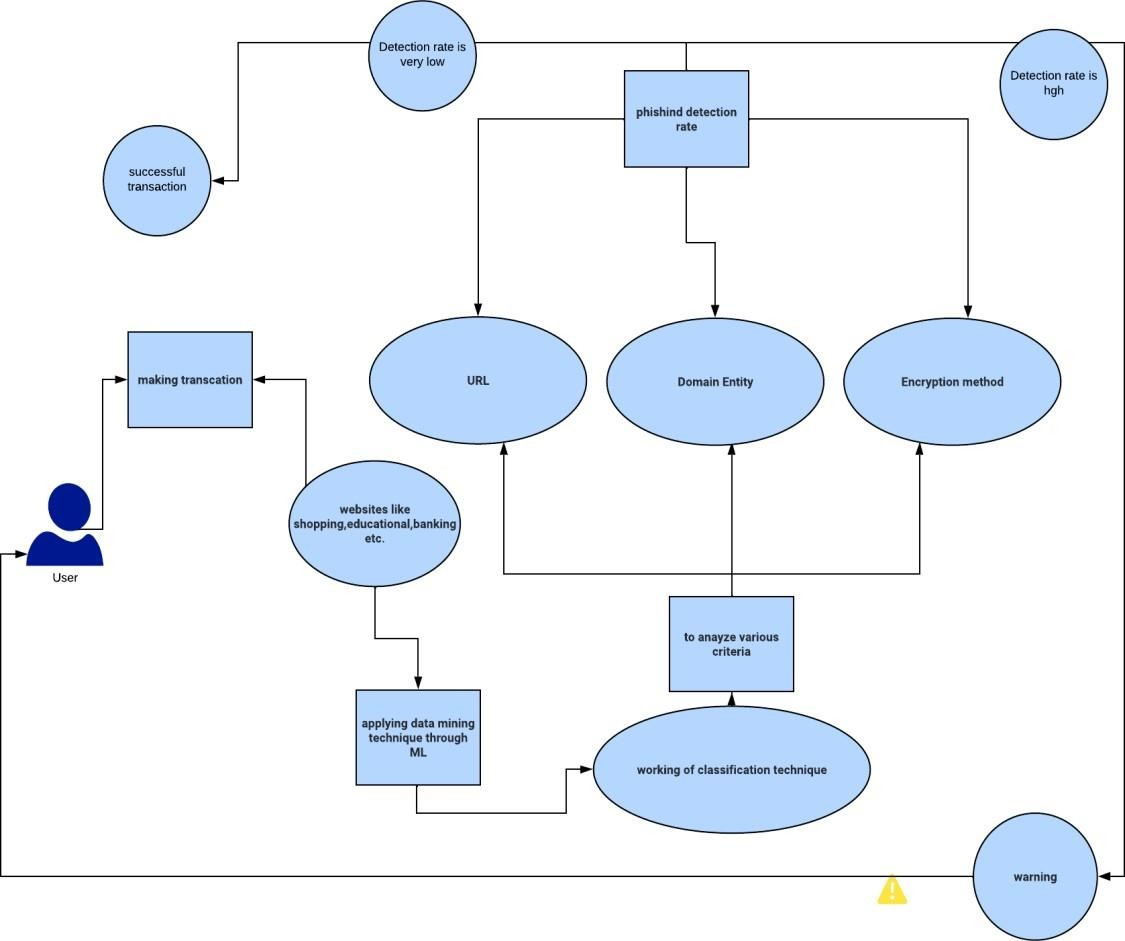 Detection rate is
very low
Detection rate is
hgh
phishind detection
rate
successful
transaction
making transcation
URL
Domain Entity
Encryption method
websites like
shopping,educational,banking
etc.
User
to anayze various
criteria
applying data mining
technique through
ML
working of classification technique
warning